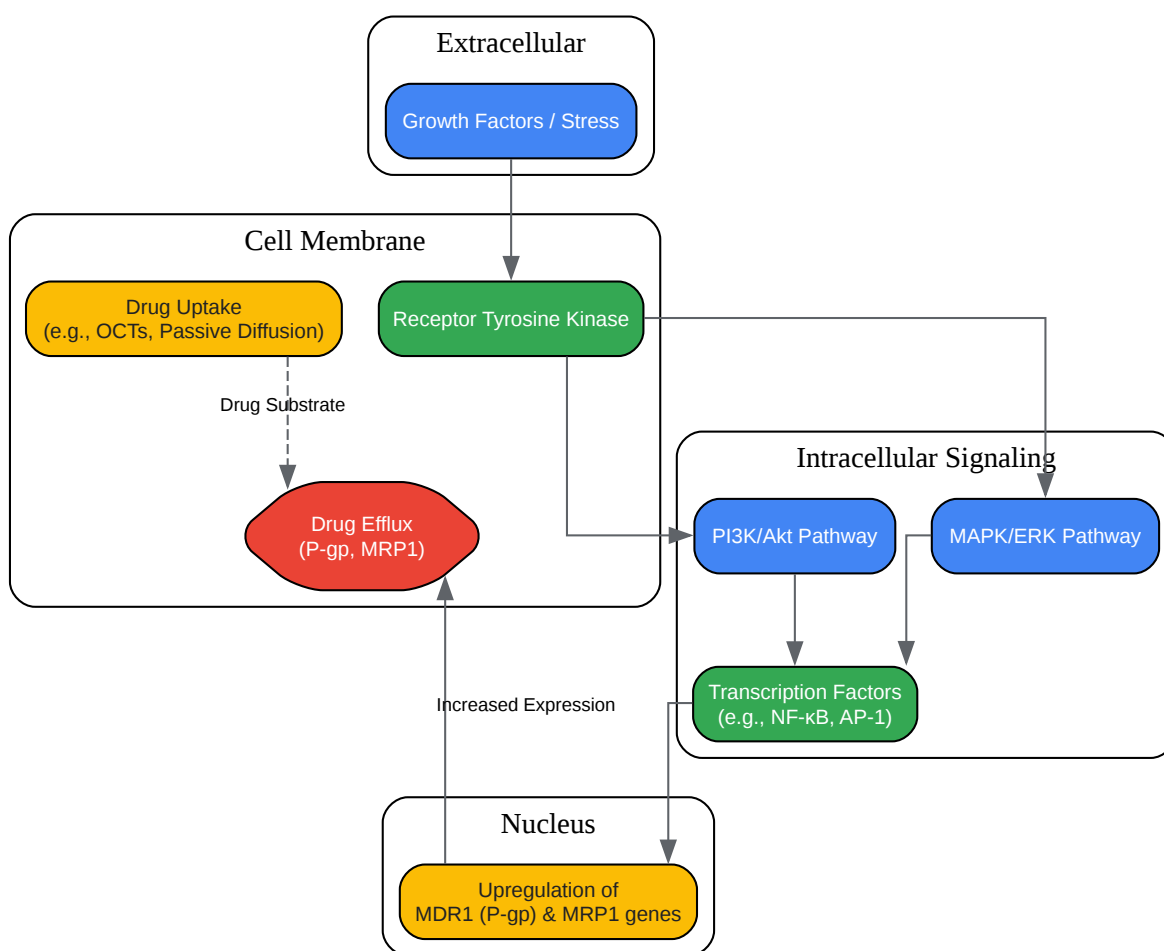 Extracellular
Growth Factors / Stress
Cell Membrane
Drug Uptake
(e.g., OCTs, Passive Diffusion)
Receptor Tyrosine Kinase
Drug Substrate
Drug Efflux
(P-gp, MRP1)
Intracellular Signaling
PI3K/Akt Pathway
MAPK/ERK Pathway
Transcription Factors
(e.g., NF-κB, AP-1)
Increased Expression
Nucleus
Upregulation of
MDR1 (P-gp) & MRP1 genes